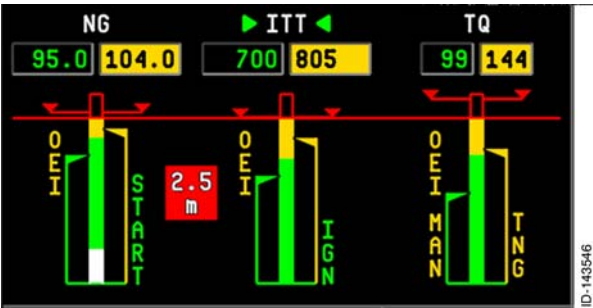 NG
ITT
TQ
95.0 104.0
700 805
99 144
OEI
START
2.5
m
OEI
IGN
OEI
MAN
TNG
ID-143546